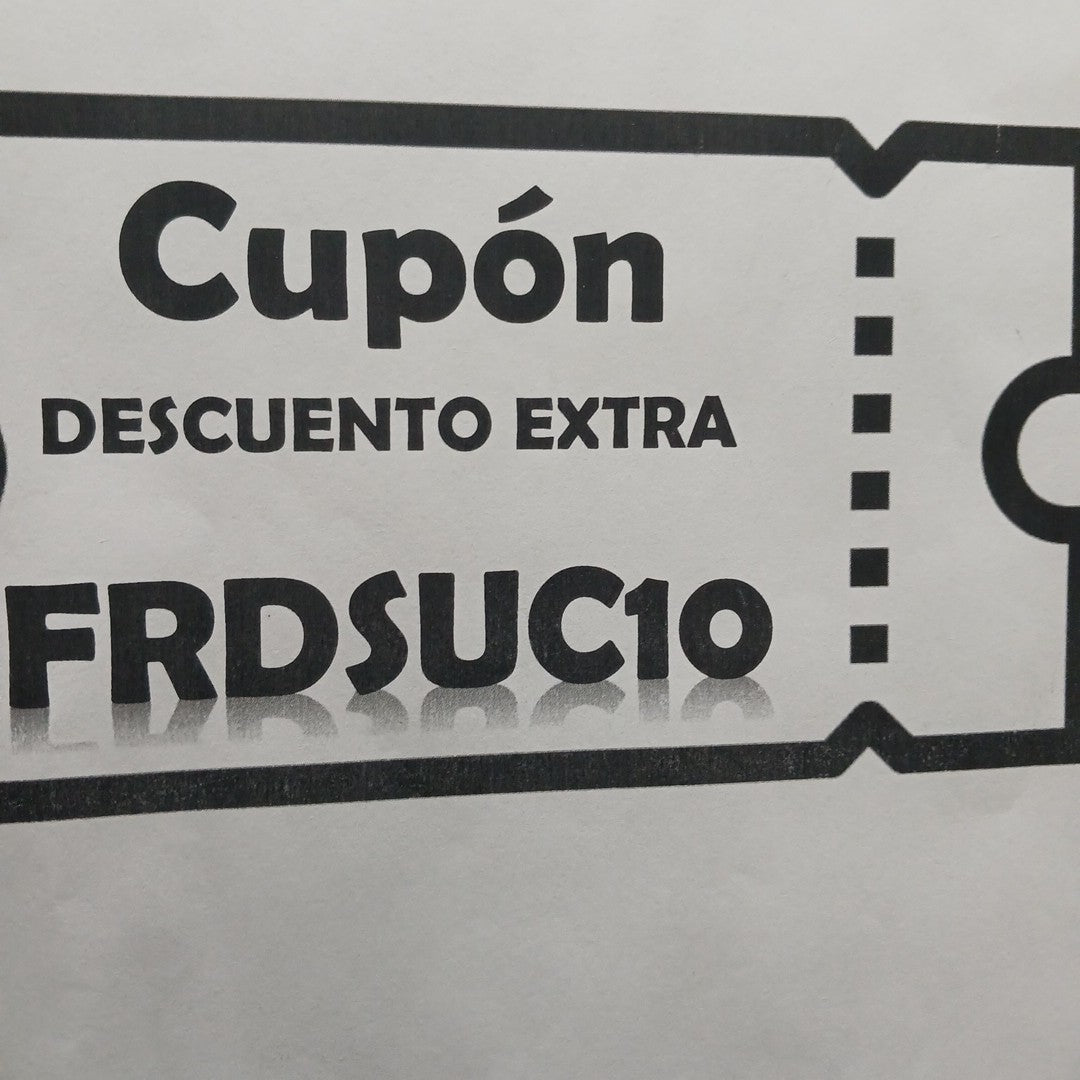 Cupón
DESCUENTO EXTRA
FRDSUC10